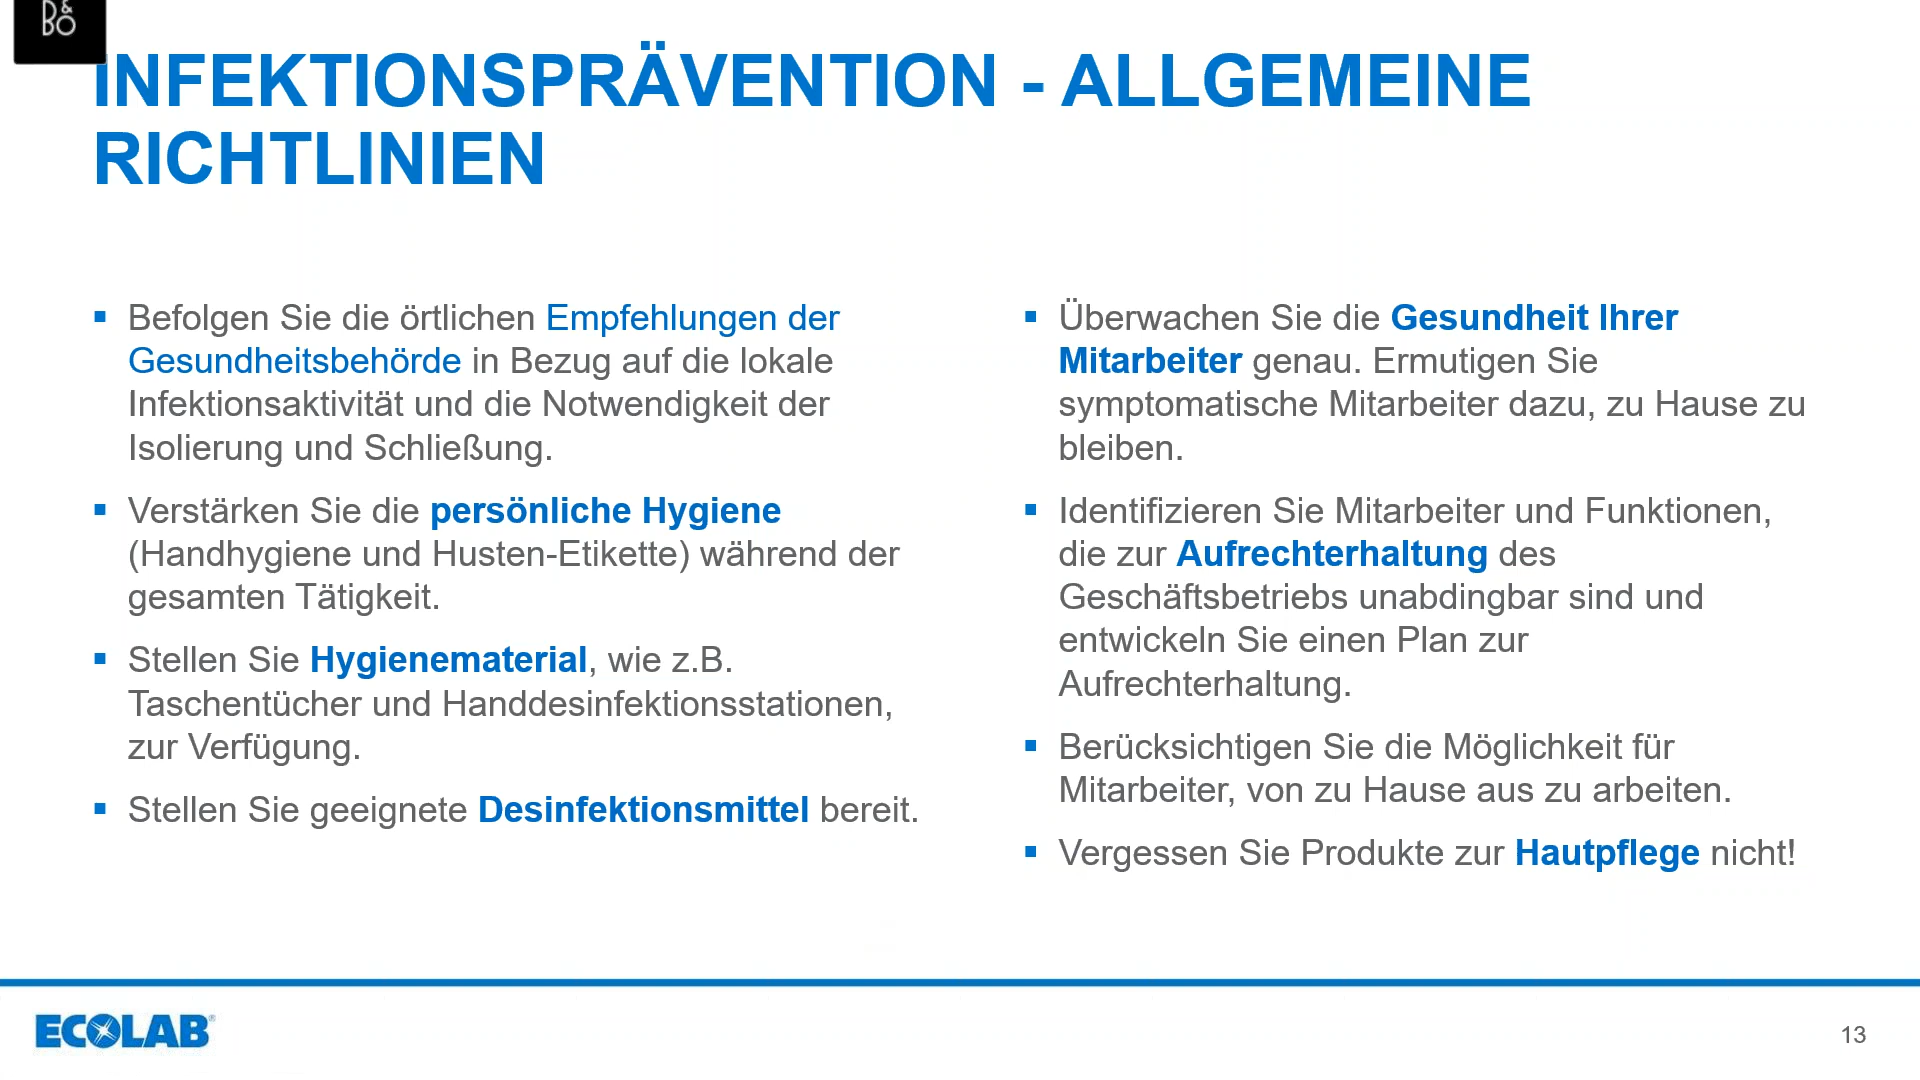 B&O
INFEKTIONSPRÄVENTION - ALLGEMEINE
RICHTLINIEN
▪ Befolgen Sie die örtlichen Empfehlungen der
Gesundheitsbehörde in Bezug auf die lokale
Infektionsaktivität und die Notwendigkeit der
Isolierung und Schließung.
▪ Verstärken Sie die persönliche Hygiene
(Handhygiene und Husten-Etikette) während der
gesamten Tätigkeit.
▪ Stellen Sie Hygienematerial, wie z.B.
Taschentücher und Handdesinfektionsstationen,
zur Verfügung.
▪ Stellen Sie geeignete Desinfektionsmittel bereit.
▪ Überwachen Sie die Gesundheit Ihrer
Mitarbeiter genau. Ermutigen Sie
symptomatische Mitarbeiter dazu, zu Hause zu
bleiben.
▪ Identifizieren Sie Mitarbeiter und Funktionen,
die zur Aufrechterhaltung des
Geschäftsbetriebs unabdingbar sind und
entwickeln Sie einen Plan zur
Aufrechterhaltung.
▪ Berücksichtigen Sie die Möglichkeit für
Mitarbeiter, von zu Hause aus zu arbeiten.
▪ Vergessen Sie Produkte zur Hautpflege nicht!
ECOLAB®
13